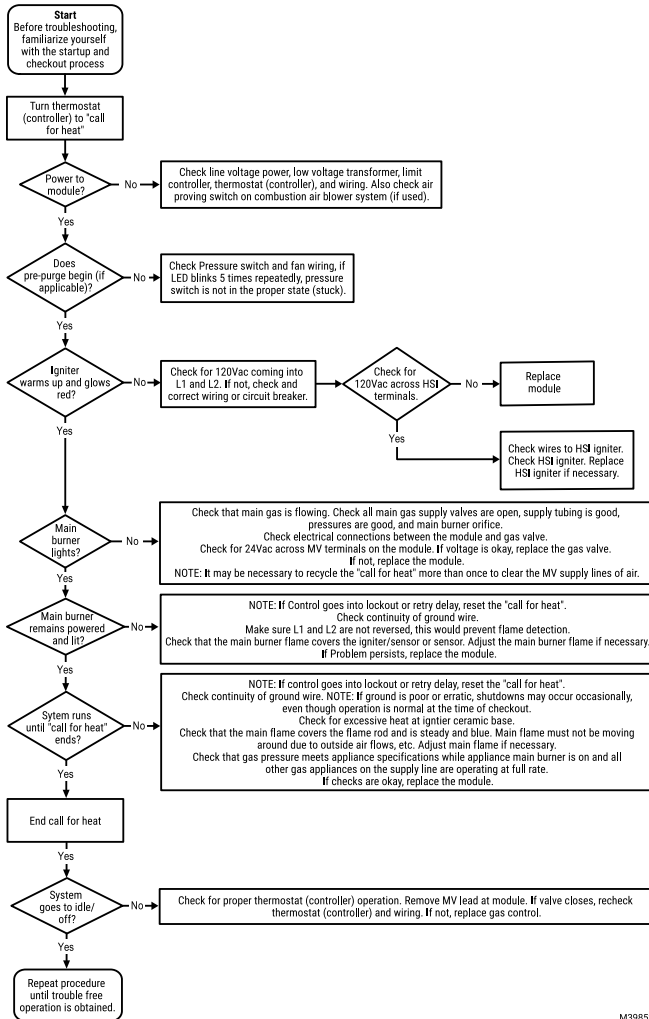 Start
Before troubleshooting,
familiarize yourself
with the startup and
checkout process
Turn thermostat
(controller) to "call
for heat"
Power to
module?
No
Check line voltage power, low voltage transformer, limit
controller, thermostat (controller), and wiring. Also check air
proving switch on combustion air blower system (if used).
Yes
Does
pre-purge begin (if
applicable)?
No
Check Pressure switch and fan wiring, if
LED blinks 5 times repeatedly, pressure
switch is not in the proper state (stuck).
Yes
Igniter
warms up and glows
red?
No
Check for 120Vac coming into
L1 and L2. If not, check and
correct wiring or circuit breaker.
Check for
120Vac across HSI
terminals.
No
Replace
module
Yes
Check wires to HSI igniter.
Check HSI igniter. Replace
HSI igniter if necessary.
Yes
Main
burner
lights?
No
Check that main gas is flowing. Check all main gas supply valves are open, supply tubing is good,
pressures are good, and main burner orifice.
Check electrical connections between the module and gas valve.
Check for 24Vac across MV terminals on the module. If voltage is okay, replace the gas valve.
If not, replace the module.
NOTE: It may be necessary to recycle the "call for heat" more than once to clear the MV supply lines of air.
Yes
Main burner
remains powered
and lit?
No
NOTE: If Control goes into lockout or retry delay, reset the "call for heat".
Check continuity of ground wire.
Make sure L1 and L2 are not reversed, this would prevent flame detection.
Check that the main burner flame covers the igniter/sensor or sensor. Adjust the main burner flame if necessary.
If Problem persists, replace the module.
Yes
Sytem runs
until "call for heat"
ends?
No
NOTE: If control goes into lockout or retry delay, reset the "call for heat".
Check continuity of ground wire. NOTE: If ground is poor or erratic, shutdowns may occur occasionally,
even though operation is normal at the time of checkout.
Check for excessive heat at igntier ceramic base.
Check that the main flame covers the flame rod and is steady and blue. Main flame must not be moving
around due to outside air flows, etc. Adjust main flame if necessary.
Check that gas pressure meets appliance specifications while appliance main burner is on and all
other gas appliances on the supply line are operating at full rate.
If checks are okay, replace the module.
End call for heat
Yes
System
goes to idle/
off?
No
Check for proper thermostat (controller) operation. Remove MV lead at module. If valve closes, recheck
thermostat (controller) and wiring. If not, replace gas control.
Yes
Repeat procedure
until trouble free
operation is obtained.
M3985